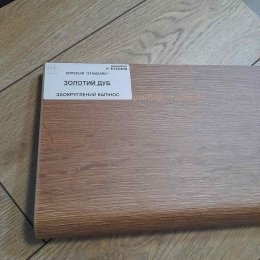 КОЛЕКЦІЯ "STANDARD"
ЗОЛОТИЙ ДУБ
ЗАОКРУГЛЕНИЙ КАПІНОС